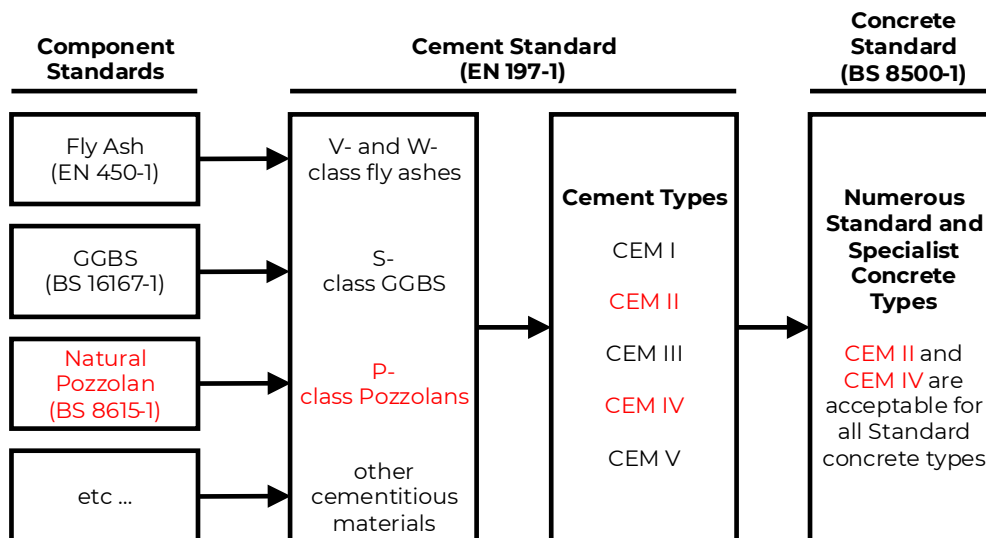 Component
Standards
Cement Standard
(EN 197-1)
Concrete
Standard
(BS 8500-1)
Fly Ash
(EN 450-1)
GGBS
(BS 16167-1)
Natural
Pozzolan
(BS 8615-1)
etc ...
V- and W-
class fly ashes
S-
class GGBS
P-
class Pozzolans
other
cementitious
materials
Cement Types
CEM I
CEM II
CEM III
CEM IV
CEM V
Numerous
Standard and
Specialist
Concrete
Types
CEM II and
CEM IV are
acceptable for
all Standard
concrete types